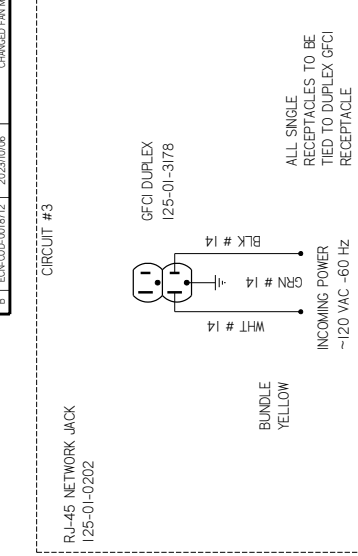 B ECN-COD-0018712 2023/10/06 CHANGED FAN
CIRCUIT #3
RJ-45 NETWORK JACK
125-01-0202
GFCI DUPLEX
125-01-3178
WHT # 14
GRN # 14
BLK # 14
BUNDLE
YELLOW
INCOMING POWER
~120 VAC -60 Hz
ALL SINGLE
RECEPTACLES TO BE
TIED TO DUPLEX GFCI
RECEPTACLE